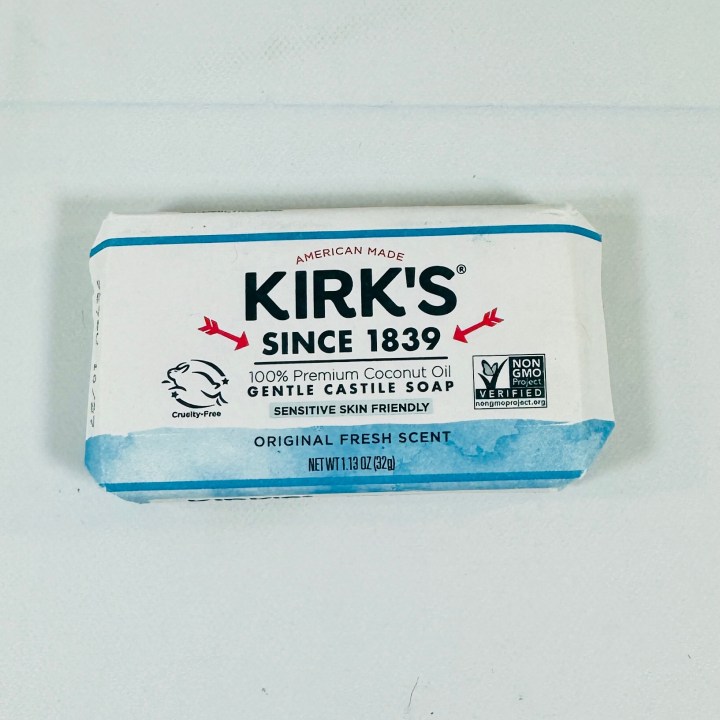 AMERICAN MADE
KIRK'S®
SINCE 1839
100% Premium Coconut Oil
GENTLE CASTILE SOAP
SENSITIVE SKIN FRIENDLY
Cruelty-Free
NON
GMO
Project
VERIFIED
nongmoproject.org
ORIGINAL FRESH SCENT
NET WT 1.13 OZ (32g)